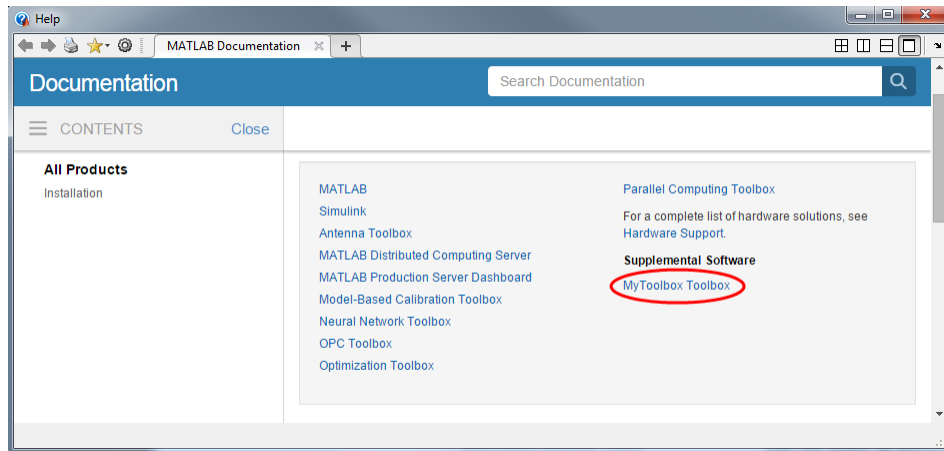 Help
MATLAB Documentation
Documentation
Search Documentation
CONTENTS
Close
All Products
Installation
MATLAB
Simulink
Antenna Toolbox
MATLAB Distributed Computing Server
MATLAB Production Server Dashboard
Model-Based Calibration Toolbox
Neural Network Toolbox
OPC Toolbox
Optimization Toolbox
Parallel Computing Toolbox
For a complete list of hardware solutions, see
Hardware Support.
Supplemental Software
MyToolbox Toolbox